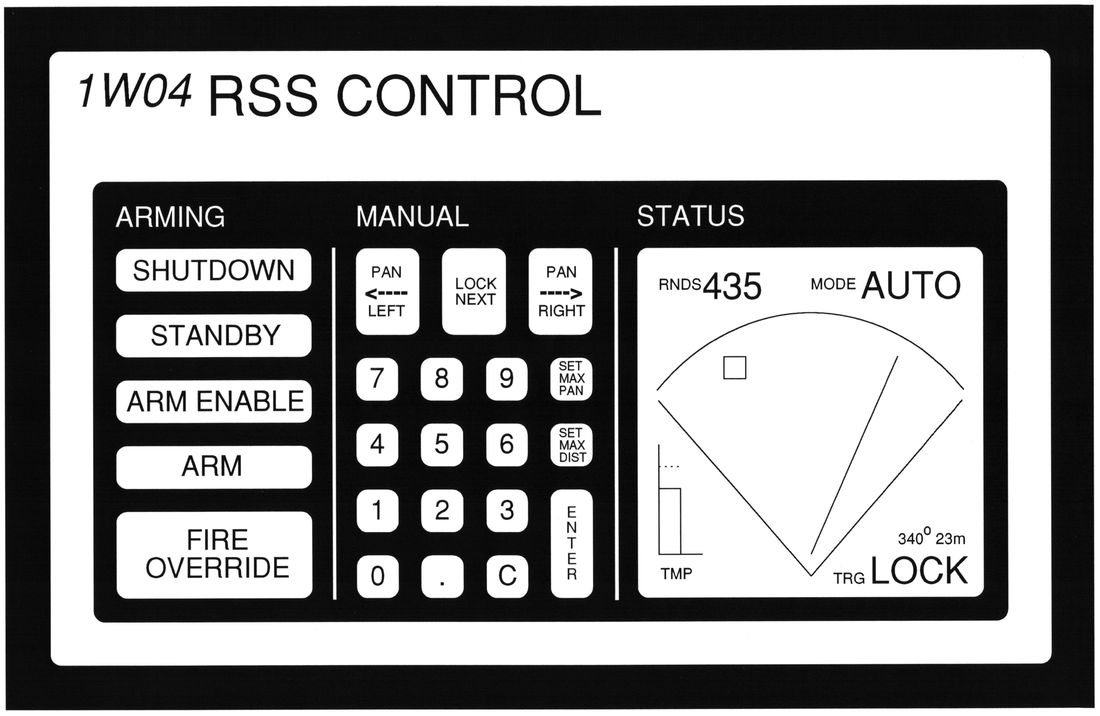 1W04 RSS CONTROL
ARMING
SHUTDOWN
STANDBY
ARM ENABLE
ARM
FIRE
OVERRIDE
MANUAL
PAN
<----
LEFT
LOCK
NEXT
PAN
---->
RIGHT
7 8 9
SET
MAX
PAN
4 5 6
SET
MAX
DIST
1 2 3
0 . C
E
N
T
E
R
STATUS
RNDS 435 MODE AUTO
TMP
340° 23m
TRG LOCK